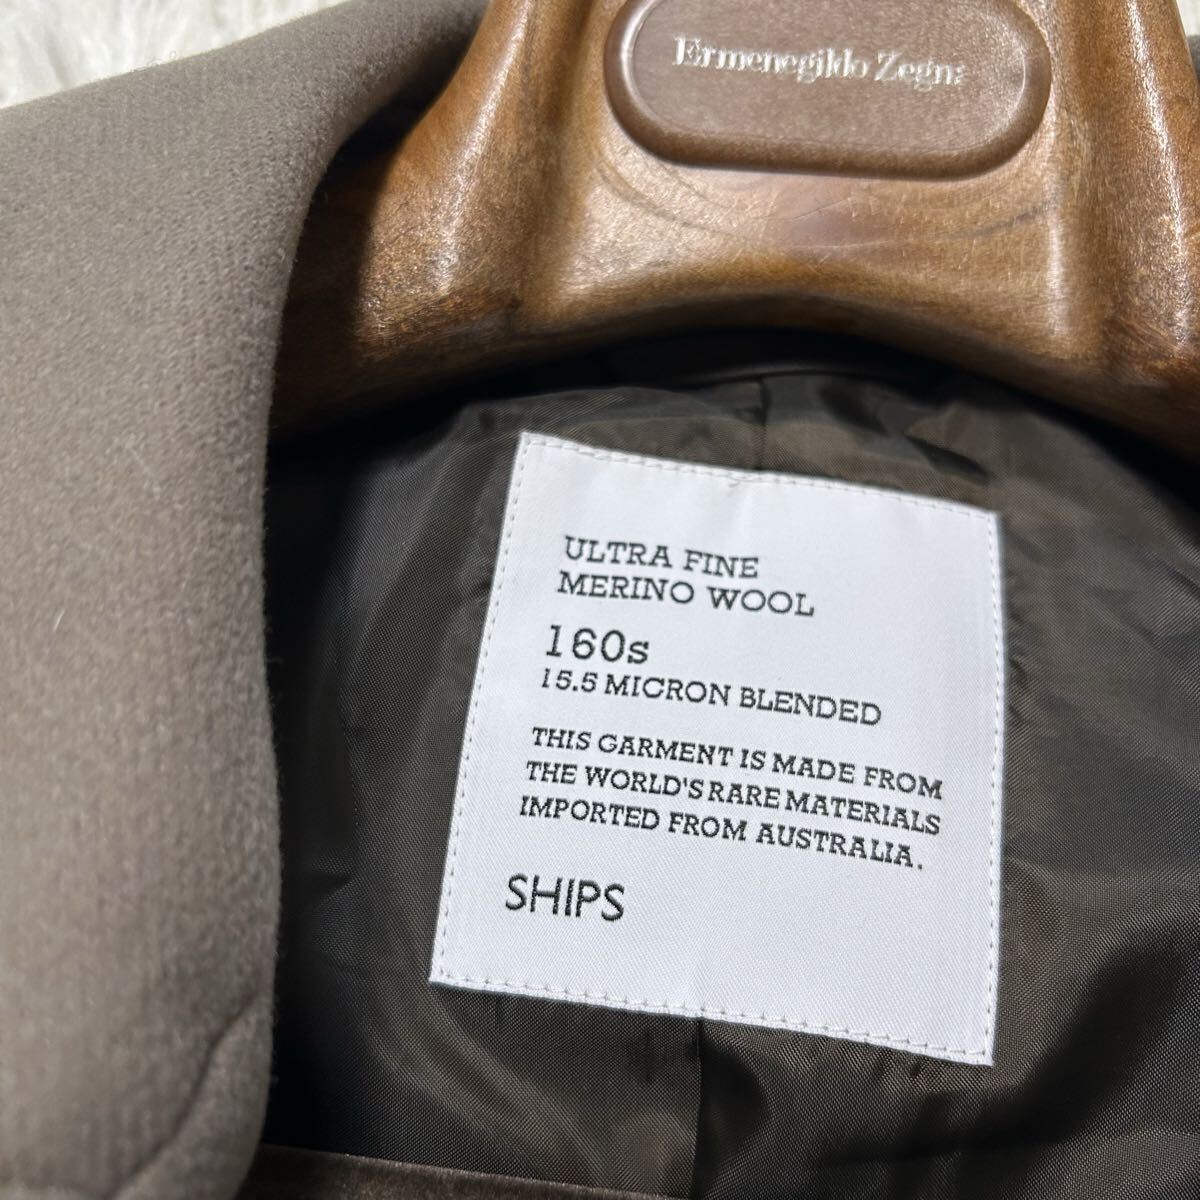 Ermenegildo Zegna
ULTRA FINE
MERINO WOOL
160s
15.5 MICRON BLENDED
THIS GARMENT IS MADE FROM
THE WORLD'S RARE MATERIALS
IMPORTED FROM AUSTRALIA.
SHIPS